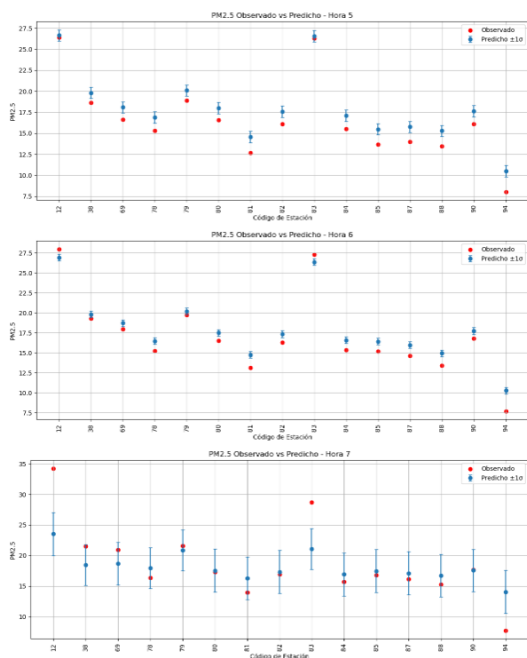 PM2.5 Observado vs Predicho - Hora 5
Observado
Predicho ±1σ
27.5
25.0
22.5
20.0
17.5
15.0
12.5
10.0
7.5
PM2.5
12 38 69 78 79 80 81 82 83 84 85 87 88 90 94
Código de Estación
PM2.5 Observado vs Predicho - Hora 6
Observado
Predicho ±1σ
27.5
25.0
22.5
20.0
17.5
15.0
12.5
10.0
7.5
PM2.5
12 38 69 78 79 80 81 82 83 84 85 87 88 90 94
Código de Estación
PM2.5 Observado vs Predicho - Hora 7
Observado
Predicho ±1σ
35
30
25
20
15
10
PM2.5
12 38 69 78 79 80 81 82 83 84 85 87 88 90 94
Código de Estación